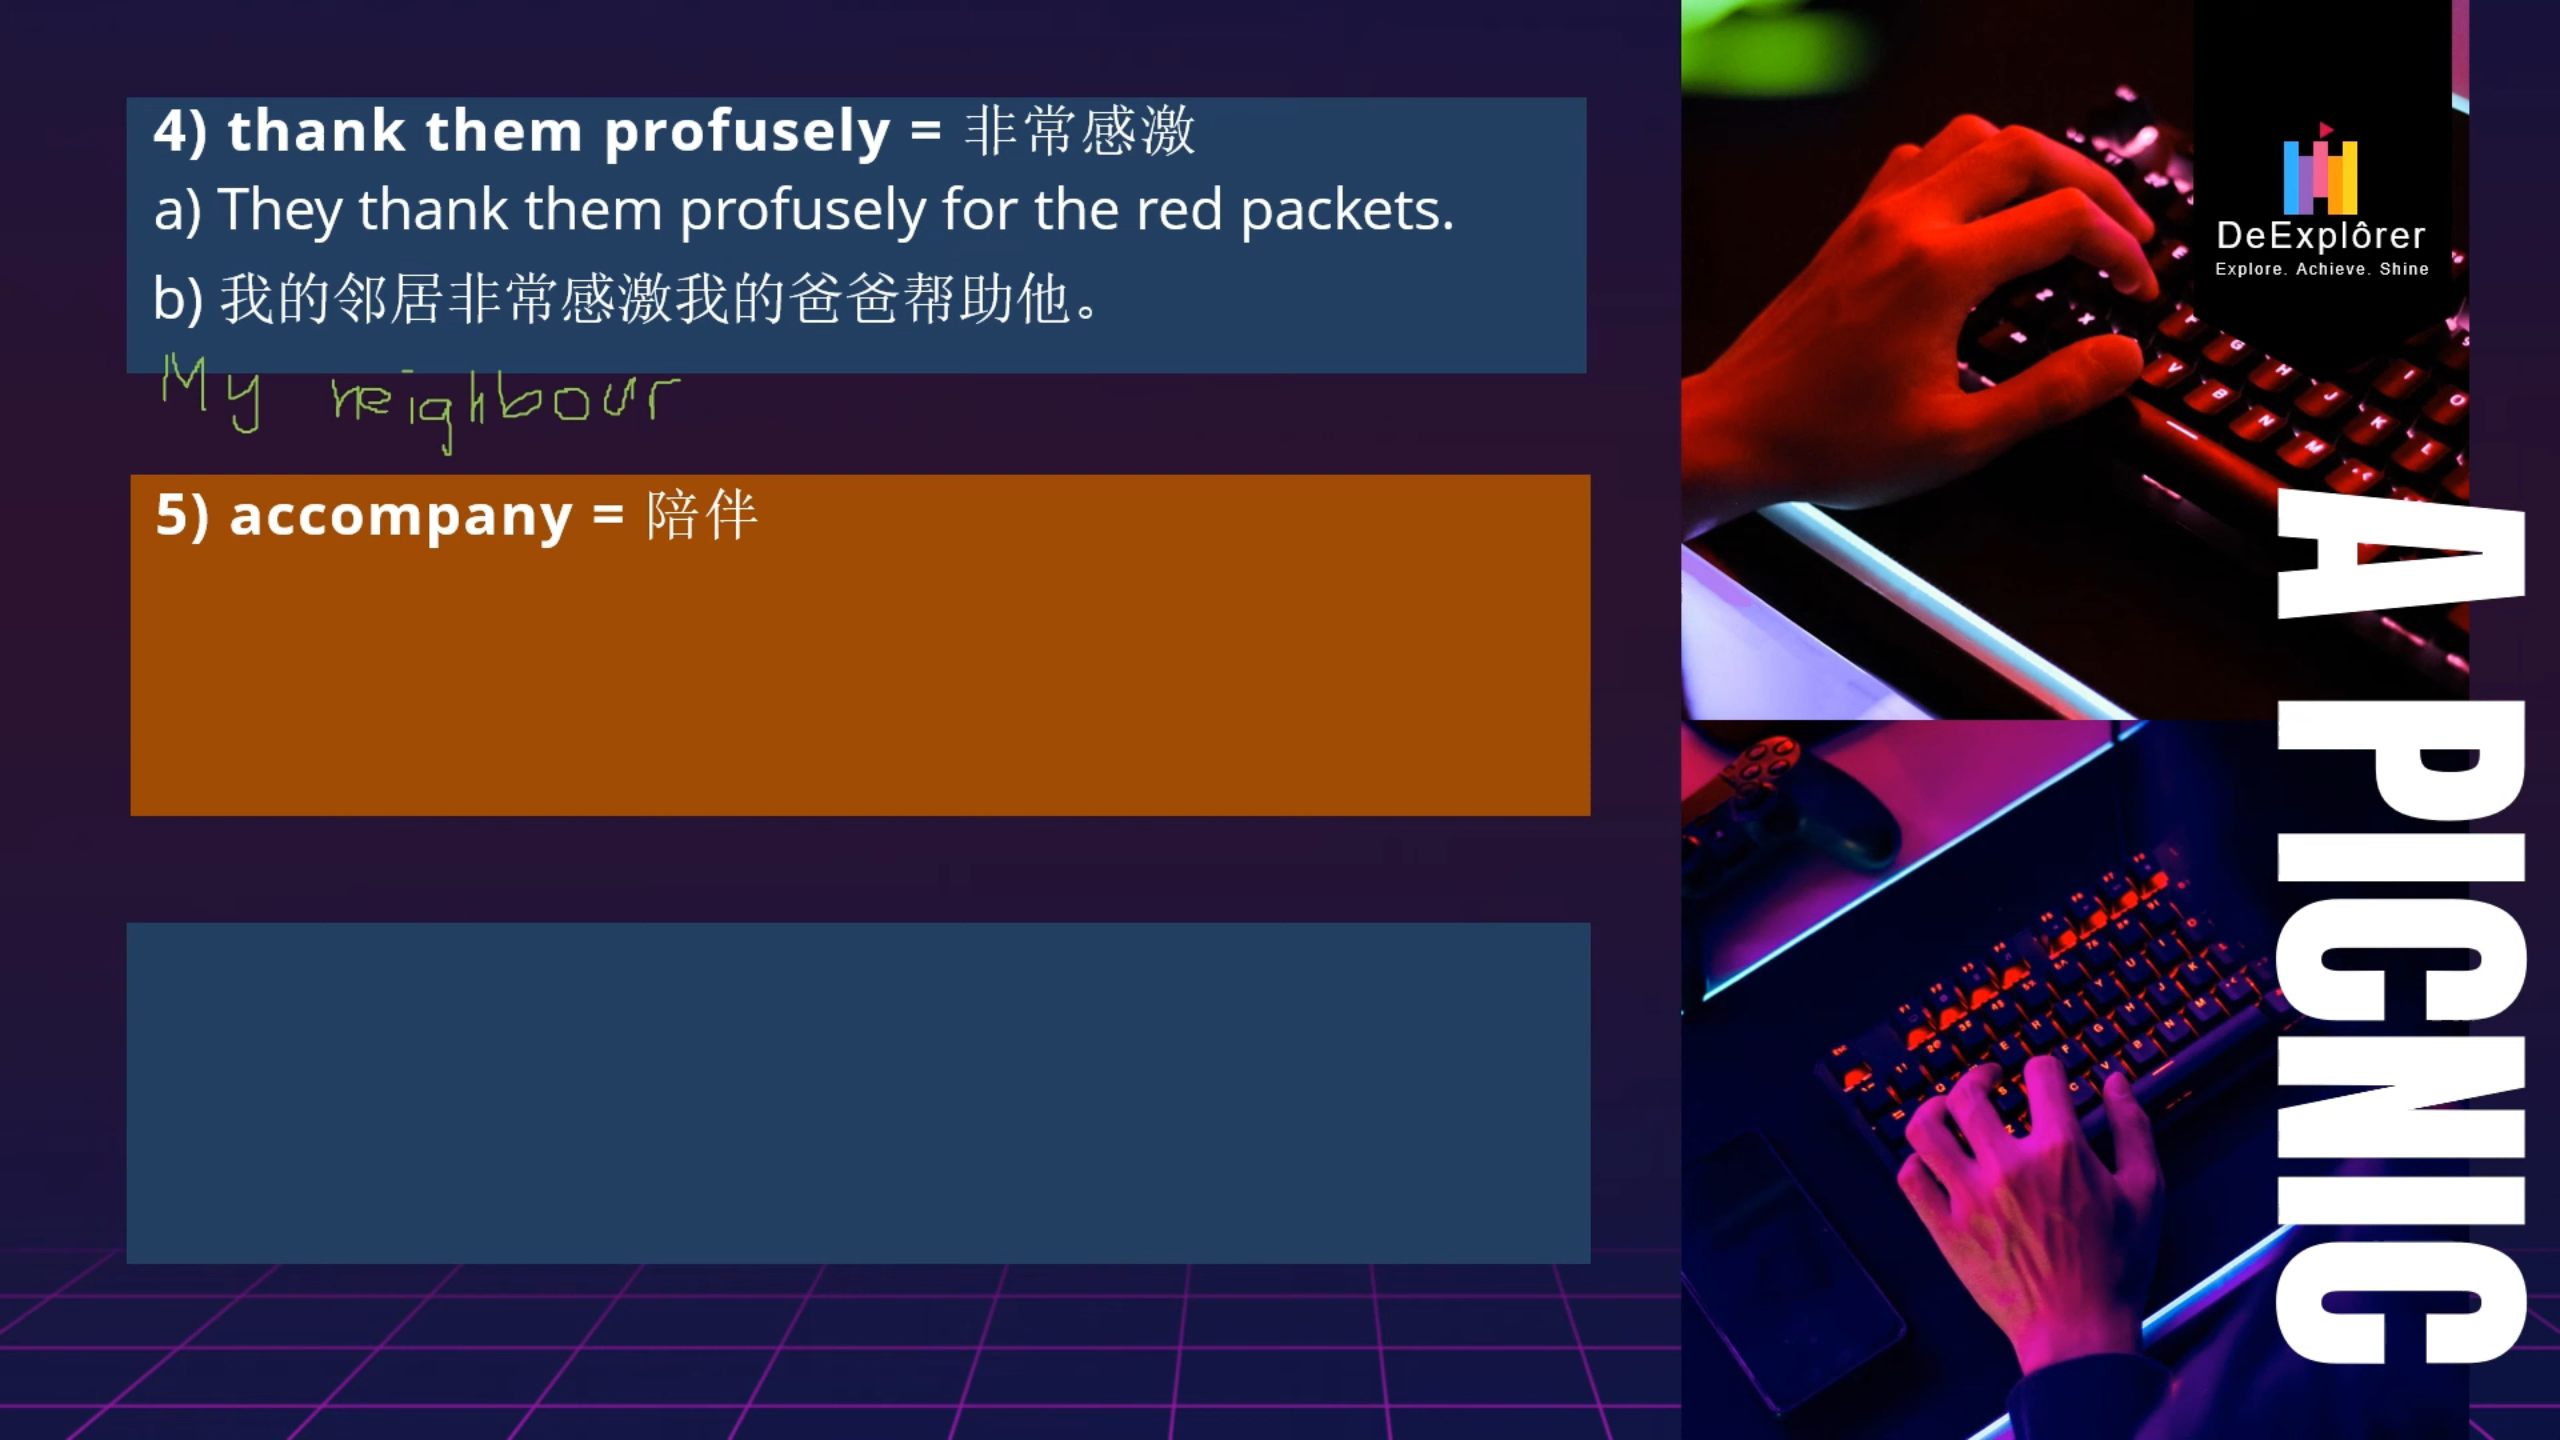 4) thank them profusely = 非常感激
a) They thank them profusely for the red packets.
b) 我的邻居非常感激我的爸爸帮助他。
My neighbour
5) accompany = 陪伴
DeExplôrer
Explore. Achieve. Shine
A PICNIC